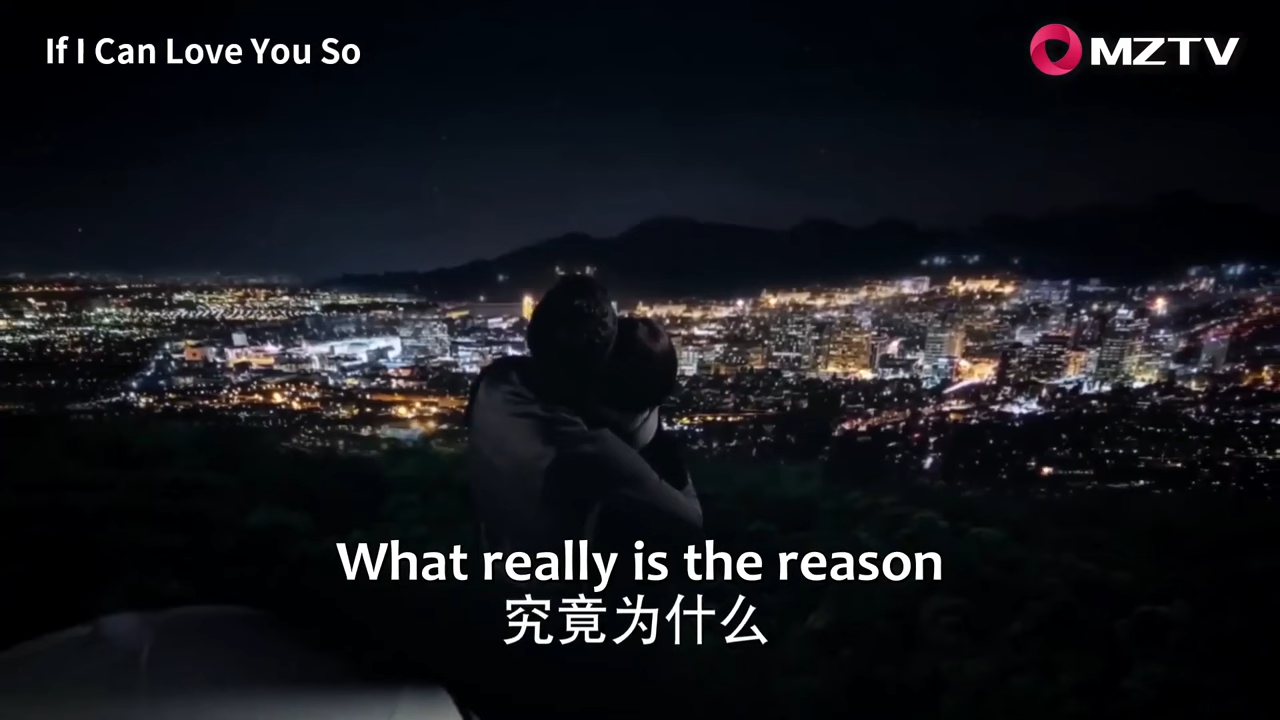 If I Can Love You So
MZTV
What really is the reason
究竟为什么